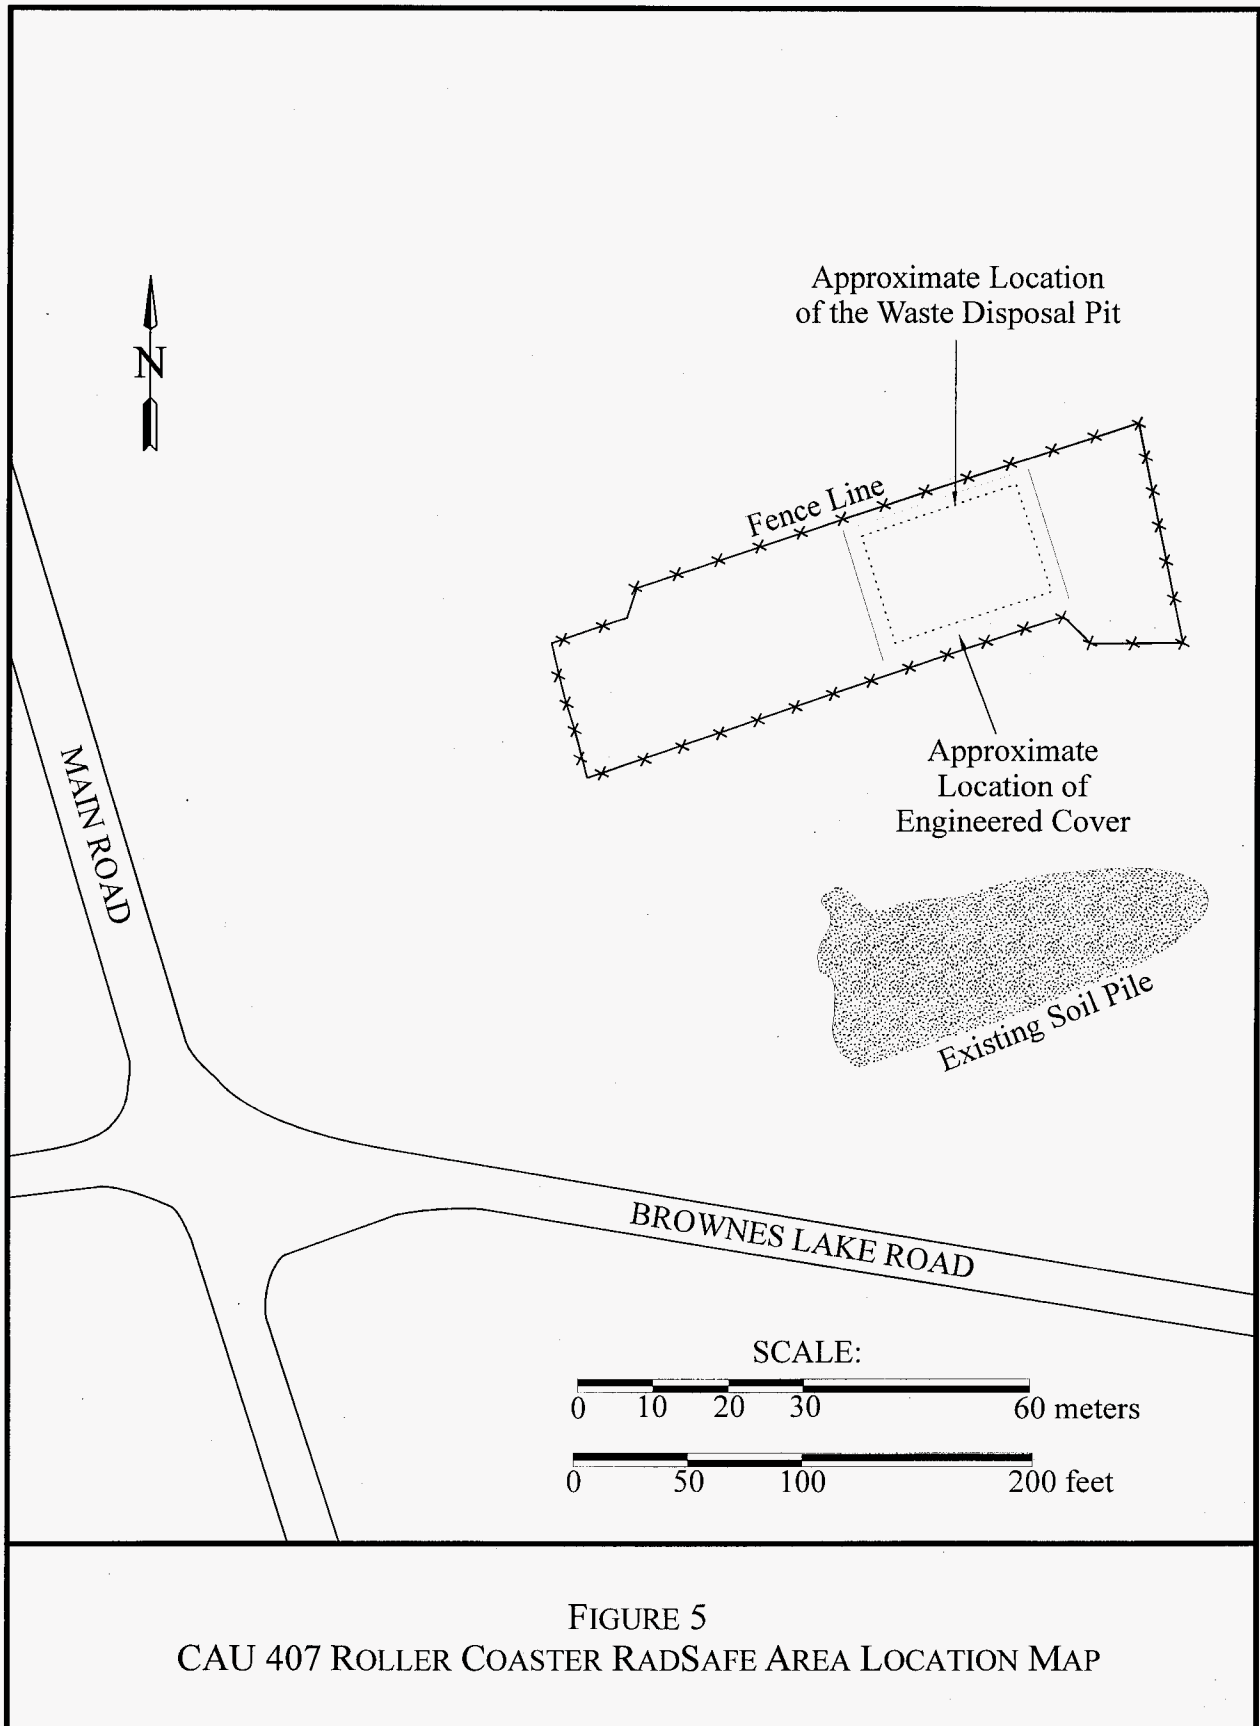 Approximate Location
of the Waste Disposal Pit
N
Fence Line
MAIN ROAD
Approximate
Location of
Engineered Cover
Existing Soil Pile
BROWNES LAKE ROAD
SCALE:
0 10 20 30 60 meters
0 50 100 200 feet
FIGURE 5
CAU 407 ROLLER COASTER RADSAFE AREA LOCATION MAP